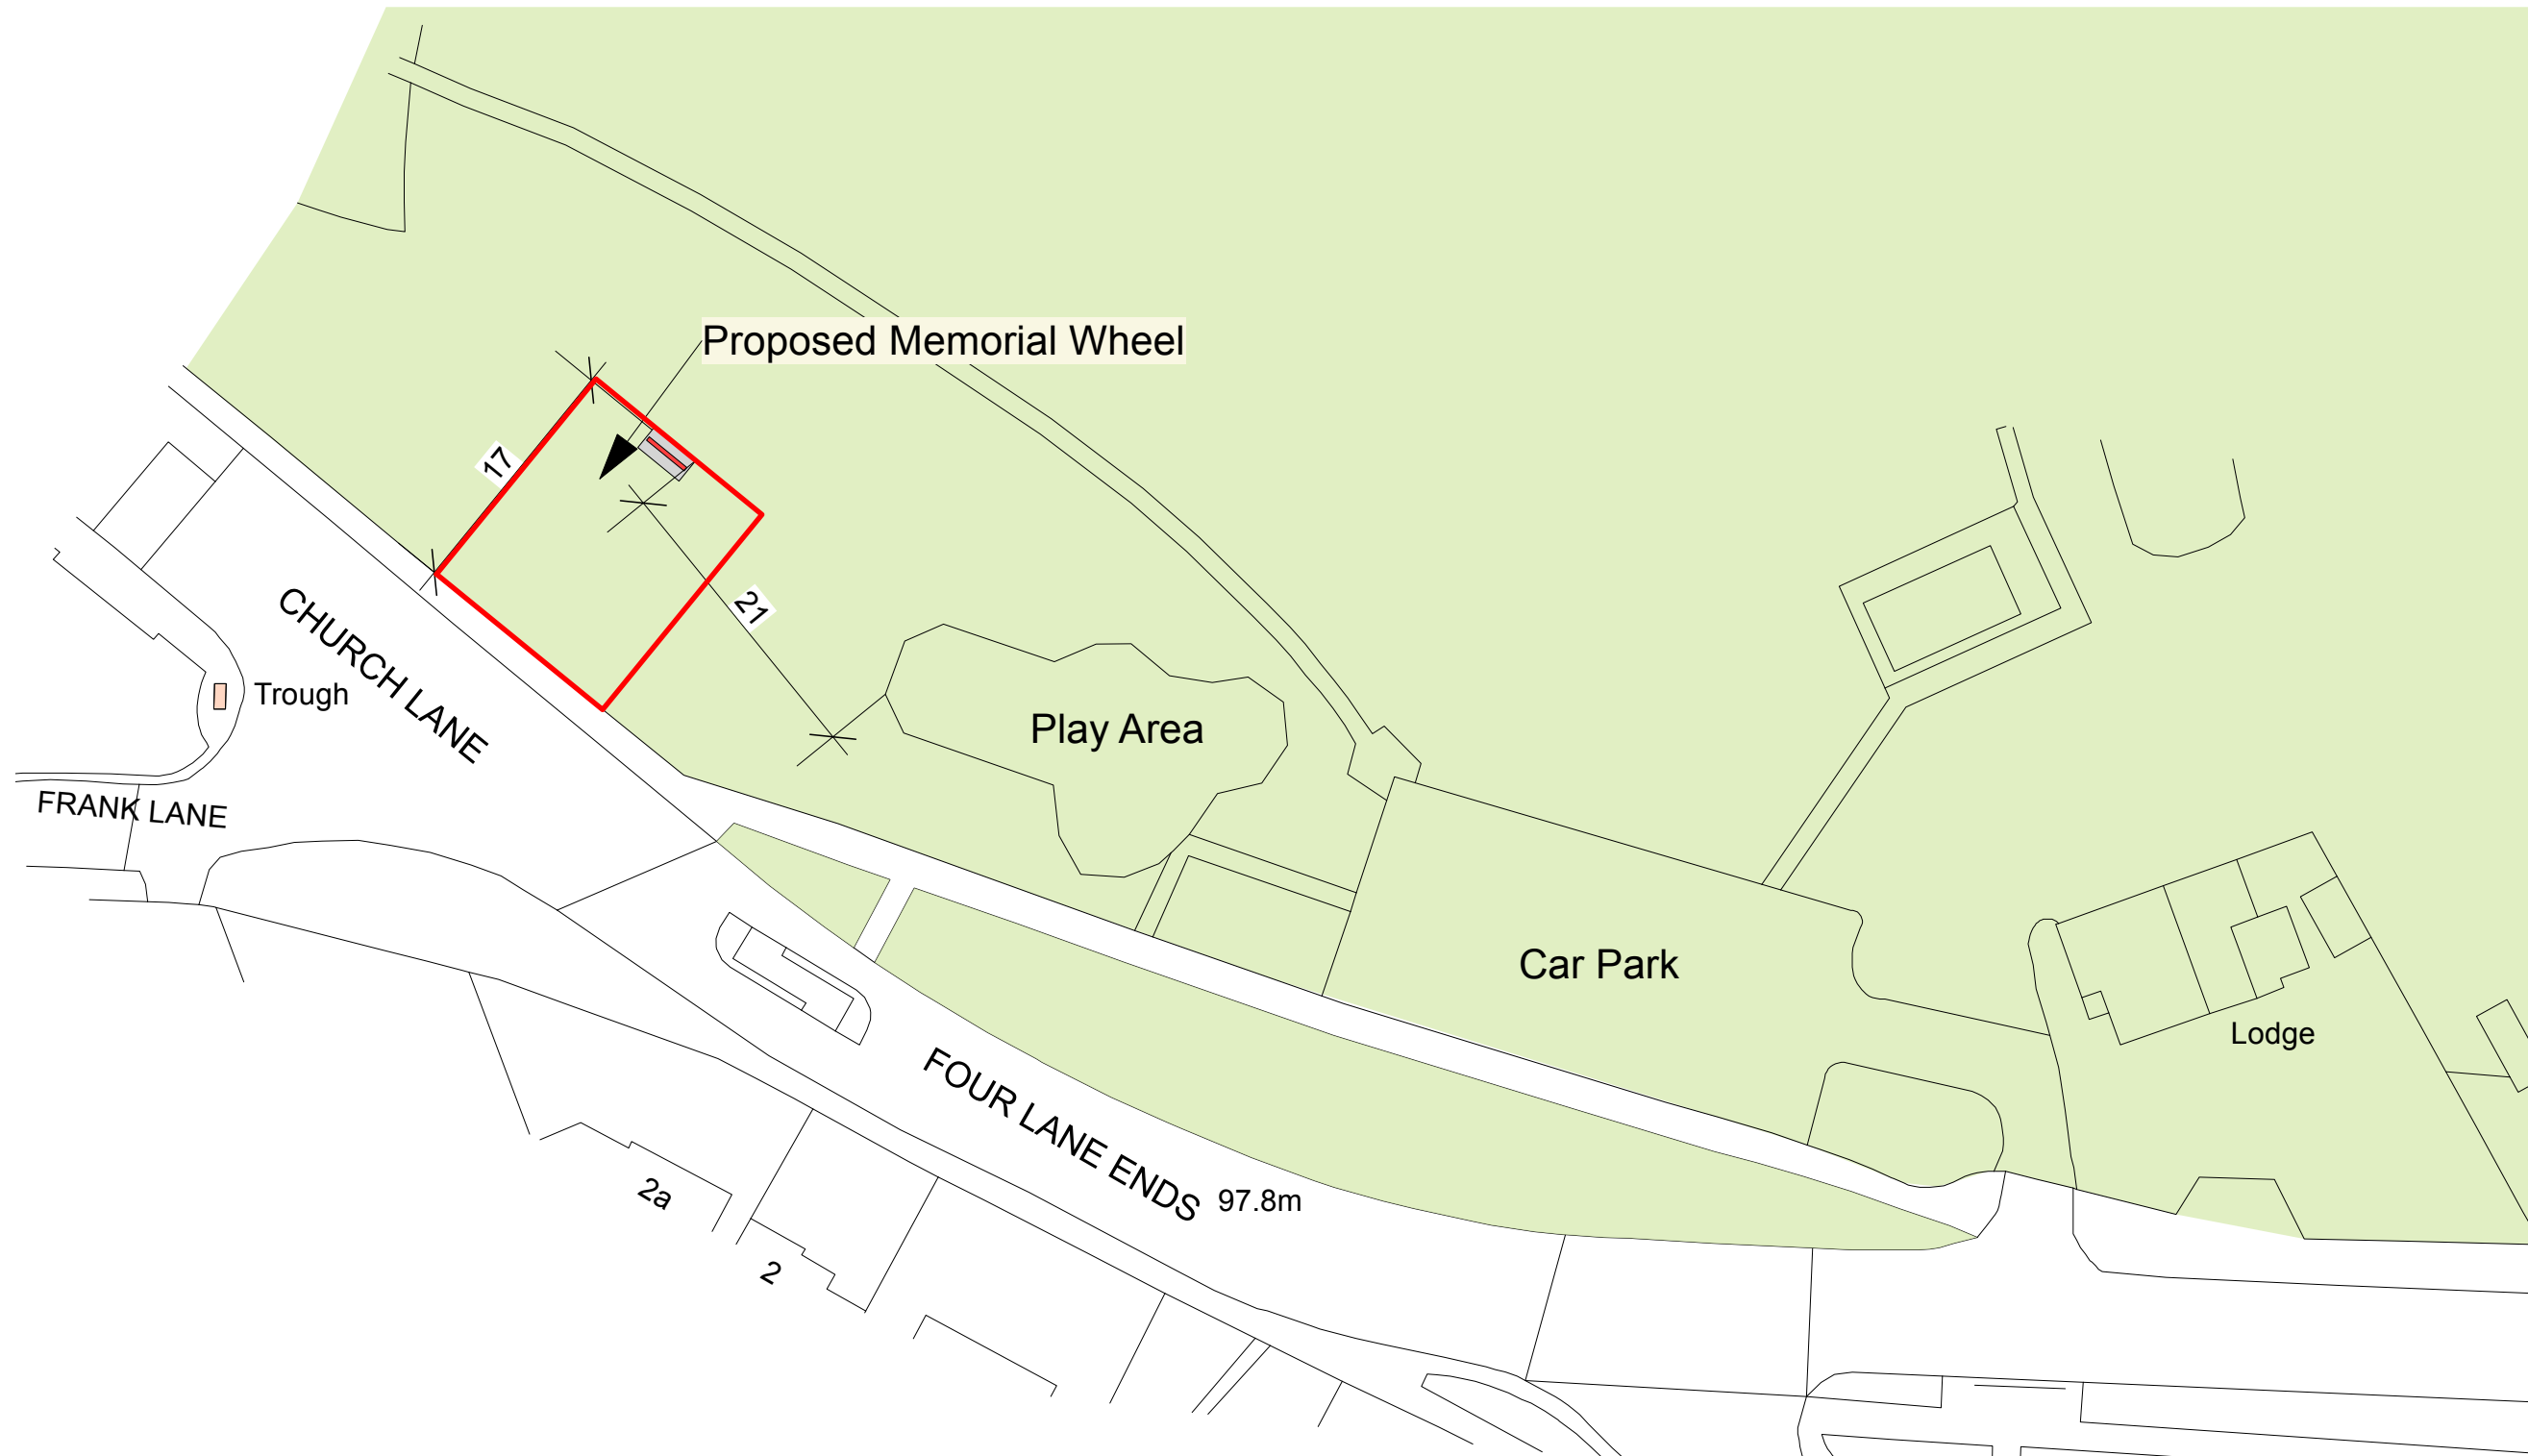 Proposed Memorial Wheel
17
21
CHURCH LANE
Trough
Play Area
FRANK LANE
Car Park
Lodge
FOUR LANE ENDS
97.8m
2a
2